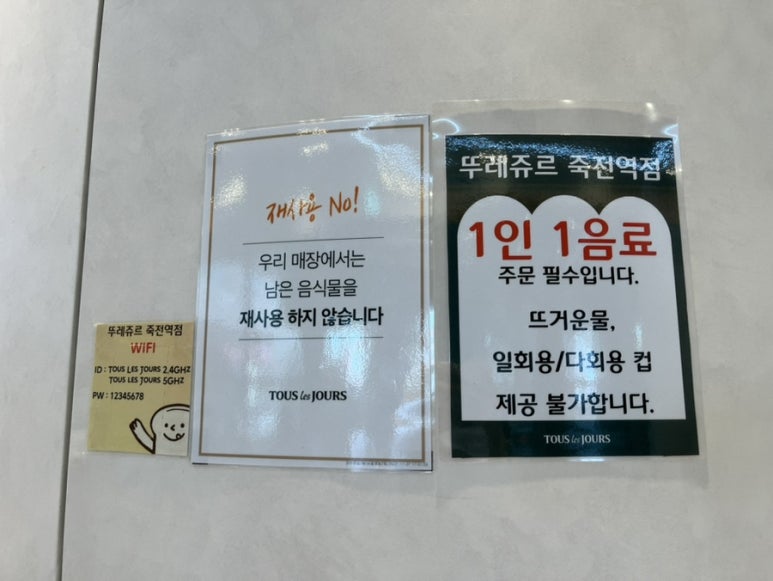 뚜레쥬르 죽전역점
WiFi
ID : TOUS LES JOURS 2.4GHZ
TOUS LES JOURS 5GHZ
PW : 12345678
재사용 No!
우리 매장에서는
남은 음식물을
재사용 하지 않습니다
TOUS les JOURS
뚜레쥬르 죽전역점
1인 1음료
주문 필수입니다.
뜨거운물,
일회용/다회용 컵
제공 불가합니다.
TOUS les JOURS